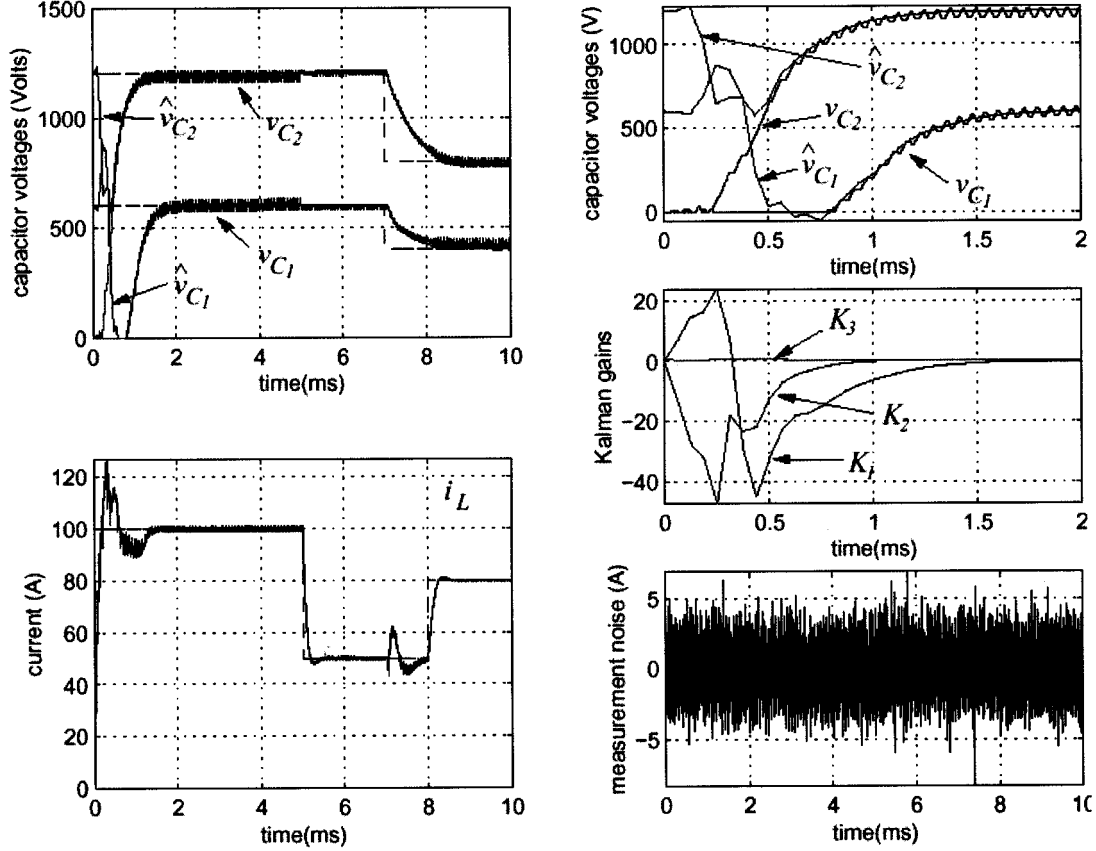 capacitor voltages (Volts)
1500
1000
500
0
v̂C2
vC2
vC1
v̂C1
0 2 4 6 8 10
time(ms)
capacitor voltages (V)
1000
500
0
v̂C2
vC2
v̂C1
vC1
0 0.5 1 1.5 2
time(ms)
Kalman gains
20
0
−20
−40
K3
K2
K1
0 0.5 1 1.5 2
time(ms)
current (A)
120
100
80
60
40
20
0
iL
0 2 4 6 8 10
time(ms)
measurement noise (A)
5
0
−5
0 2 4 6 8 10
time(ms)